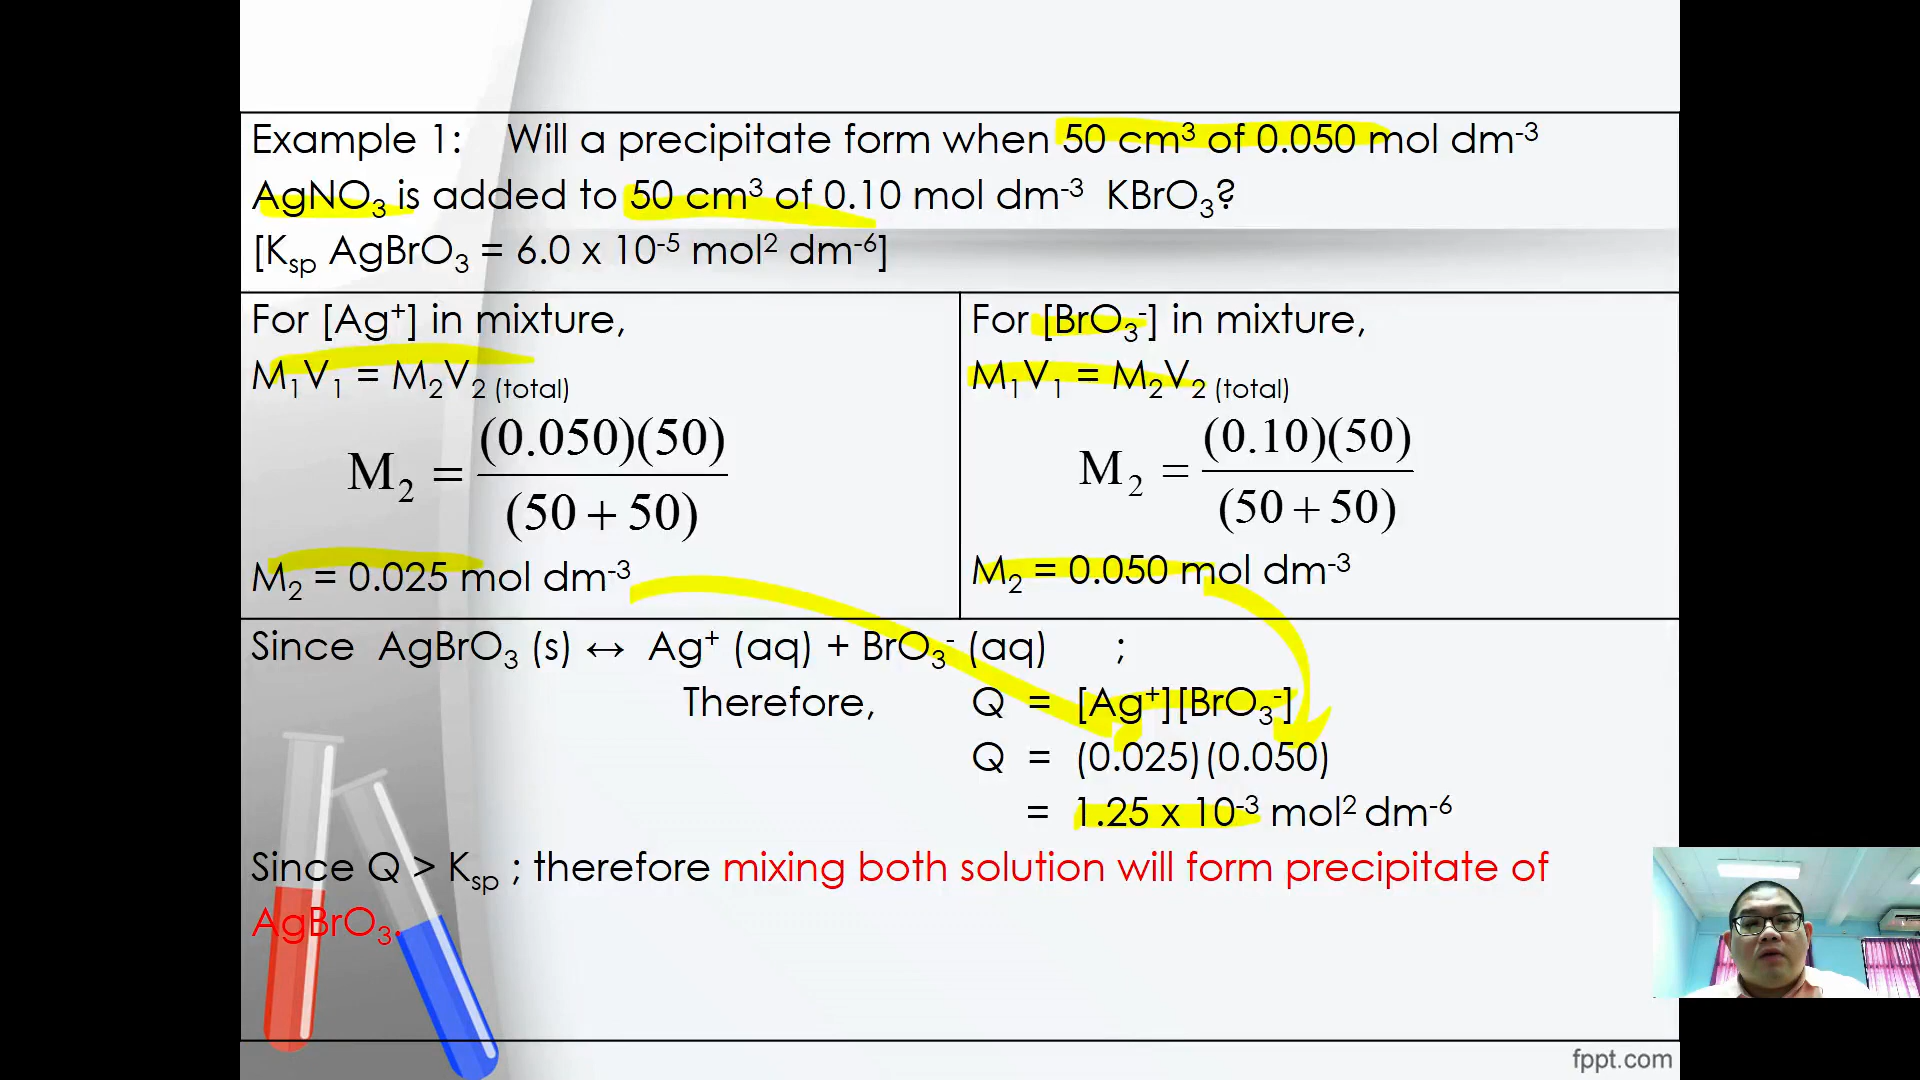 Example 1: Will a precipitate form when 50 cm³ of 0.050 mol dm⁻³
AgNO₃ is added to 50 cm³ of 0.10 mol dm⁻³ KBrO₃?
[Kₛₚ AgBrO₃ = 6.0 x 10⁻⁵ mol² dm⁻⁶]
For [Ag⁺] in mixture,
M₁V₁ = M₂V₂ (total)
M₂ = (0.050)(50)
(50 + 50)
M₂ = 0.025 mol dm⁻³
For [BrO₃⁻] in mixture,
M₁V₁ = M₂V₂ (total)
M₂ = (0.10)(50)
(50 + 50)
M₂ = 0.050 mol dm⁻³
Since AgBrO₃ (s) ↔ Ag⁺ (aq) + BrO₃⁻ (aq) ;
Therefore, Q = [Ag⁺][BrO₃⁻]
Q = (0.025)(0.050)
= 1.25 x 10⁻³ mol² dm⁻⁶
Since Q > Kₛₚ ; therefore mixing both solution will form precipitate of
AgBrO₃.
fppt.com